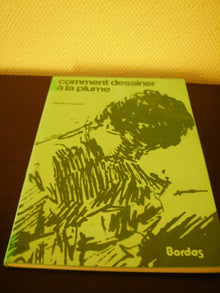 comment dessiner
à la plume
Bordas